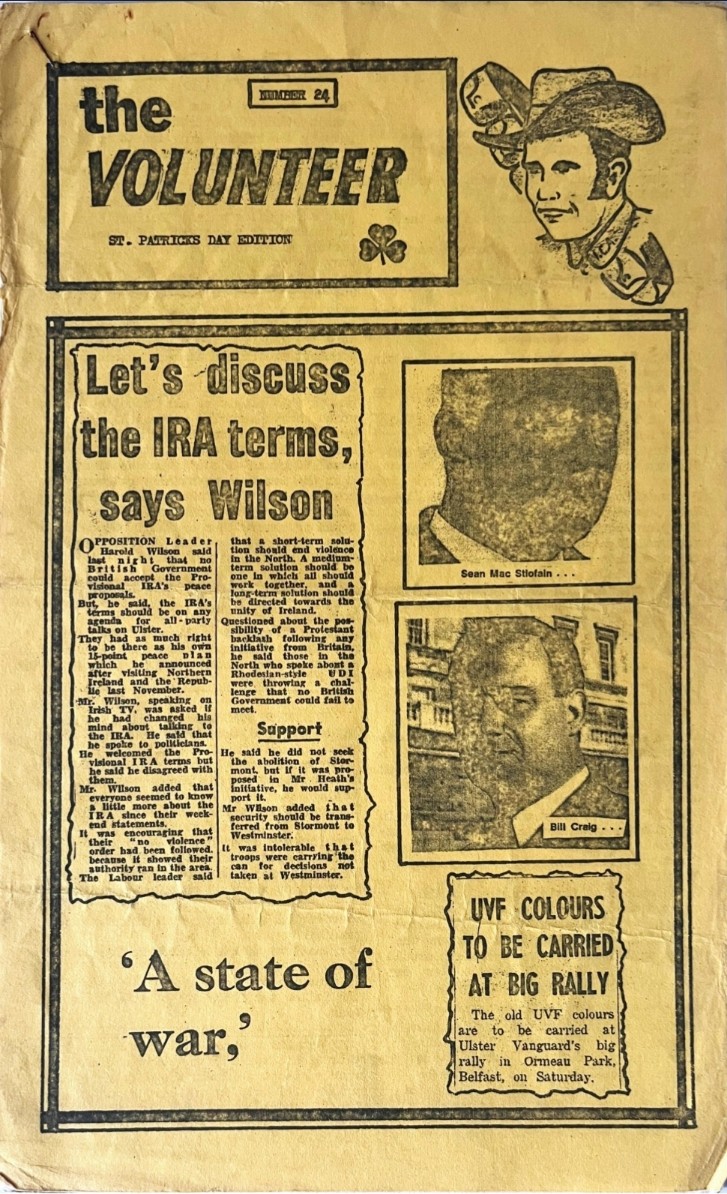 NUMBER 24
the
VOLUNTEER
ST. PATRICKS DAY EDITION
Let's discuss
the IRA terms,
says Wilson
OPPOSITION Leader
Harold Wilson said
last night that no
British Government
could accept the Pro-
visional IRA's peace
proposals.
But, he said, the IRA's
terms should be on any
agenda for all-party
talks on Ulster.
They had as much right
to be there as his own
15-point peace plan
which he announced
after visiting Northern
Ireland and the Repub-
lic last November.
Mr. Wilson, speaking on
Irish TV, was asked if
he had changed his
mind about talking to
the IRA. He said that
he spoke to politicians.
He welcomed the Pro-
visional IRA terms but
he said he disagreed with
them.
Mr. Wilson added that
everyone seemed to know
a little more about the
IRA since their week-
end statements.
It was encouraging that
their "no violence"
order had been followed,
because it showed their
authority ran in the area.
The Labour leader said
that a short-term solu-
tion should end violence
in the North. A medium-
term solution should be
one in which all should
work together, and a
long-term solution should
be directed towards the
unity of Ireland.
Questioned about the pos-
sibility of a Protestant
backlash following any
initiative from Britain,
he said those in the
North who spoke about a
Rhodesian-style UDI
were throwing a chal-
lenge that no British
Government could fail to
meet.
Support
He said he did not seek
the abolition of Stor-
mont, but if it was pro-
posed in Mr. Heath's
initiative, he would sup-
port it.
Mr Wilson added that
security should be trans-
ferred from Stormont to
Westminster.
It was intolerable that
troops were carrying the
can for decisions not
taken at Westminster.
Sean Mac Stiofain . . .
Bill Craig . . .
'A state of
war,'
UVF COLOURS
TO BE CARRIED
AT BIG RALLY
The old UVF colours
are to be carried at
Ulster Vanguard's big
rally in Ormeau Park,
Belfast, on Saturday.